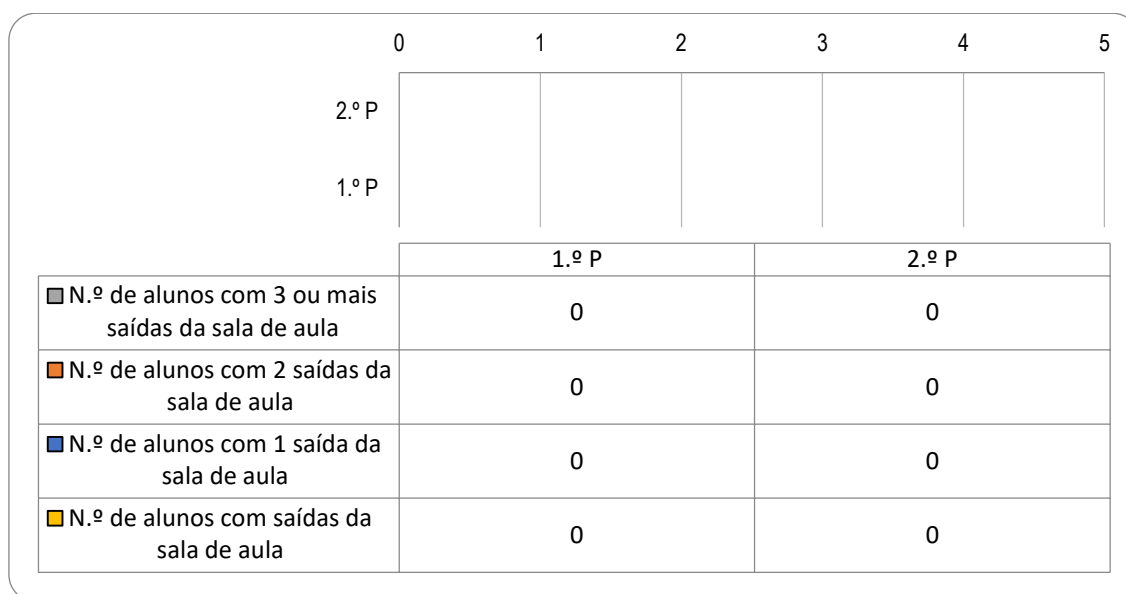 0 1 2 3 4 5
2.º P
1.º P
1.º P 2.º P
N.º de alunos com 3 ou mais
saídas da sala de aula
0 0
N.º de alunos com 2 saídas da
sala de aula
0 0
N.º de alunos com 1 saída da
sala de aula
0 0
N.º de alunos com saídas da
sala de aula
0 0